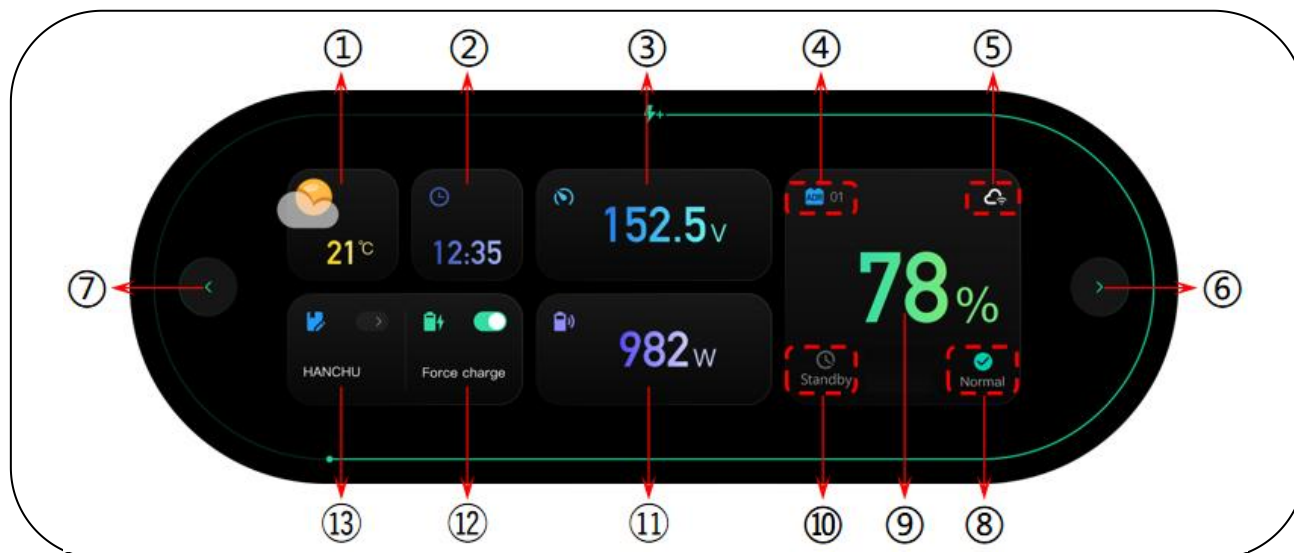 ① ② ③ ④ ⑤
01
21℃
12:35
152.5V
⑦
⑥
78%
HANCHU
Force charge
982W
Standby
Normal
⑬ ⑫ ⑪ ⑩ ⑨ ⑧